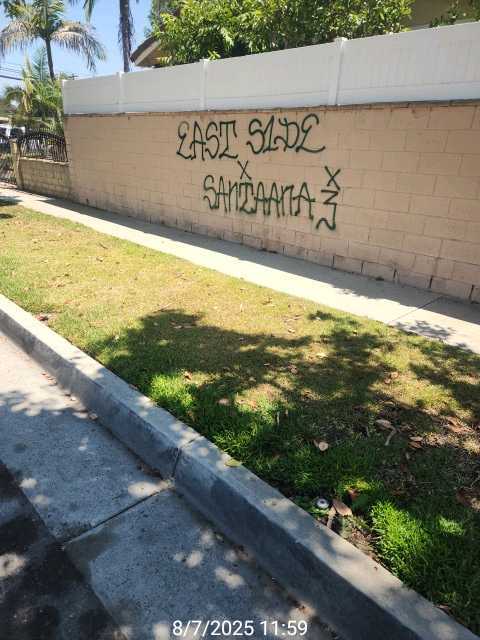 EAST SIDE
X
SANTAANA X3
8/7/2025 11:59